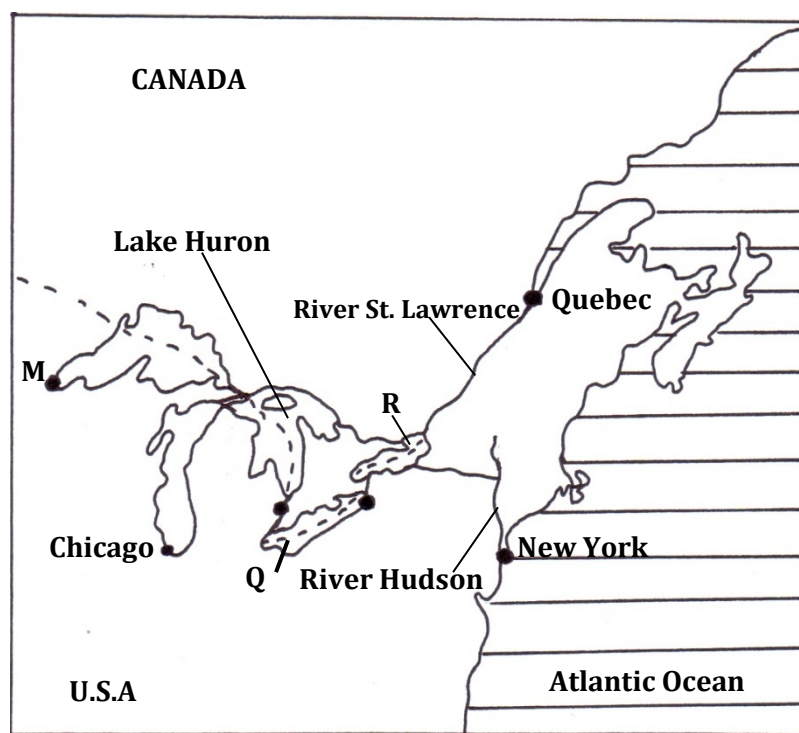 CANADA
Lake Huron
River St. Lawrence
Quebec
M
R
Chicago
New York
Q
River Hudson
U.S.A
Atlantic Ocean